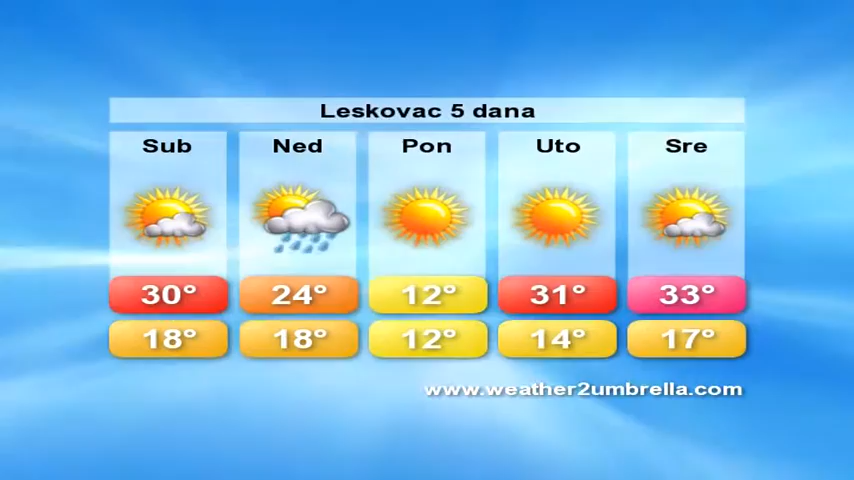 Leskovac 5 dana
Sub Ned Pon Uto Sre
30° 24° 12° 31° 33°
18° 18° 12° 14° 17°
www.weather2umbrella.com